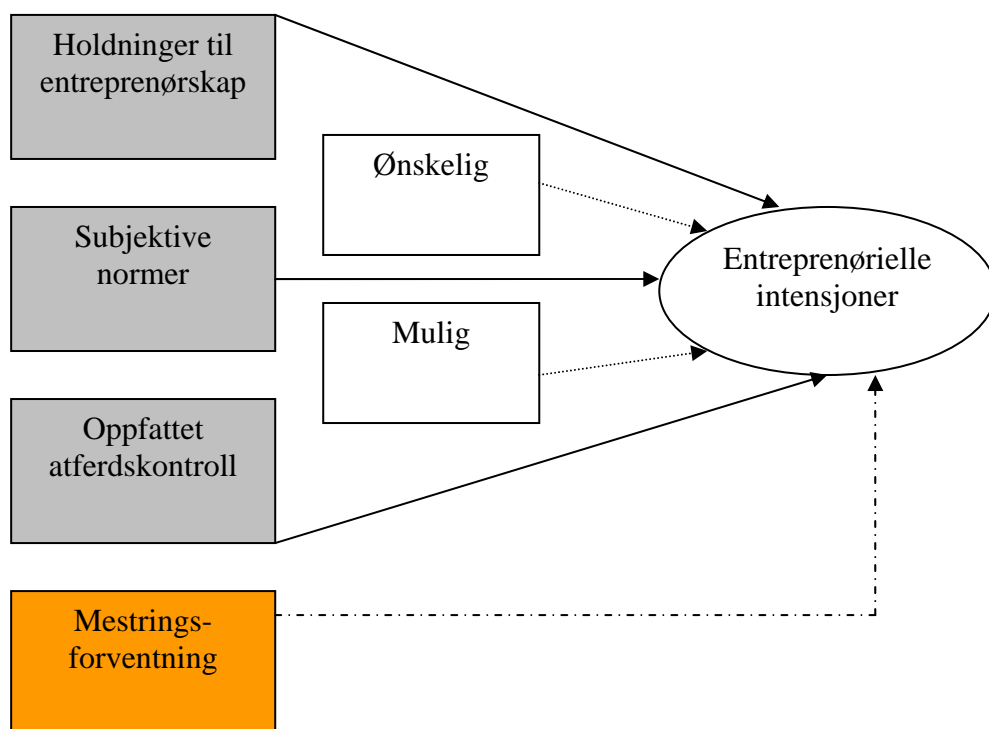 Holdninger til
entreprenørskap
Ønskelig
Subjektive
normer
Entreprenørielle
intensjoner
Mulig
Oppfattet
atferdskontroll
Mestrings-
forventning